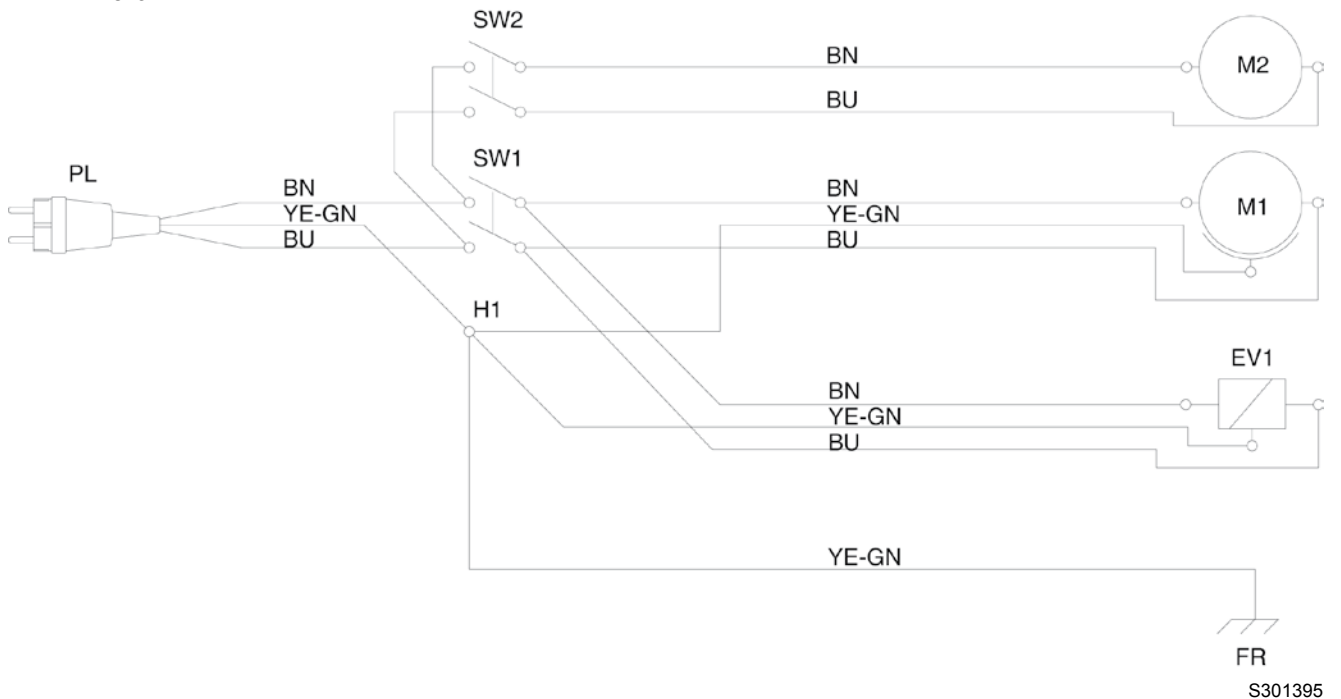 SW2
BN
M2
BU
PL
SW1
BN
BN
YE-GN
YE-GN
M1
BU
BU
H1
EV1
BN
YE-GN
BU
YE-GN
FR
S301395